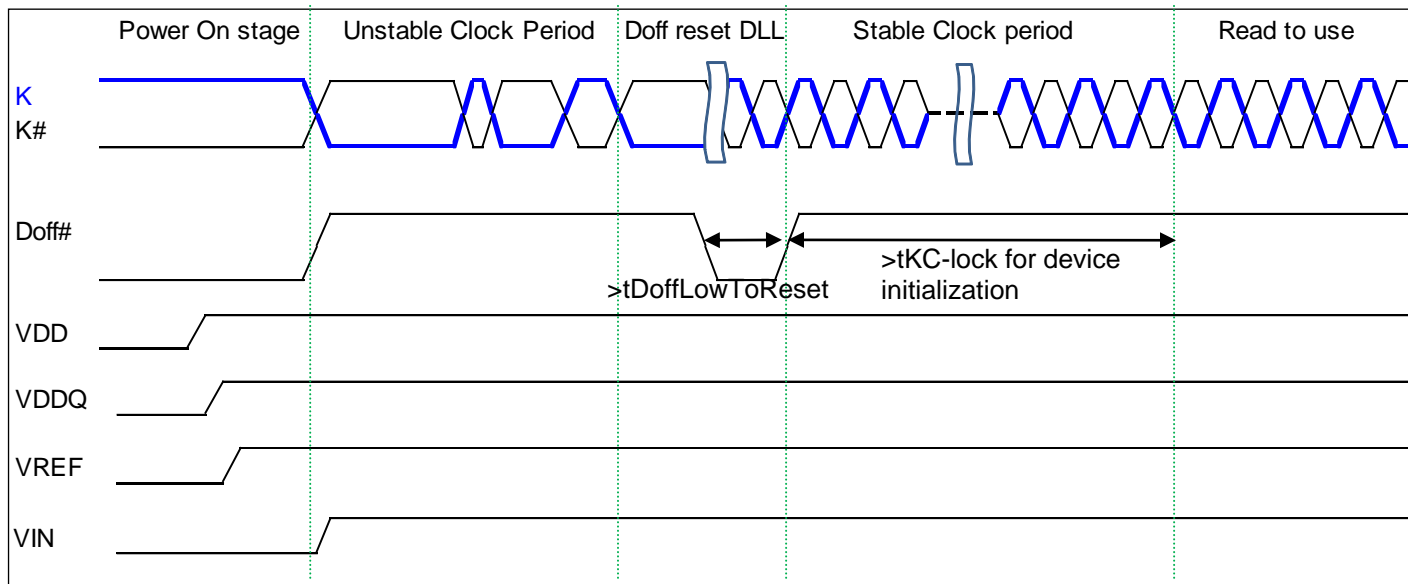 Power On stage
Unstable Clock Period
Doff reset DLL
Stable Clock period
Read to use
K
K#
Doff#
>tDoffLowToReset
>tKC-lock for device
initialization
VDD
VDDQ
VREF
VIN